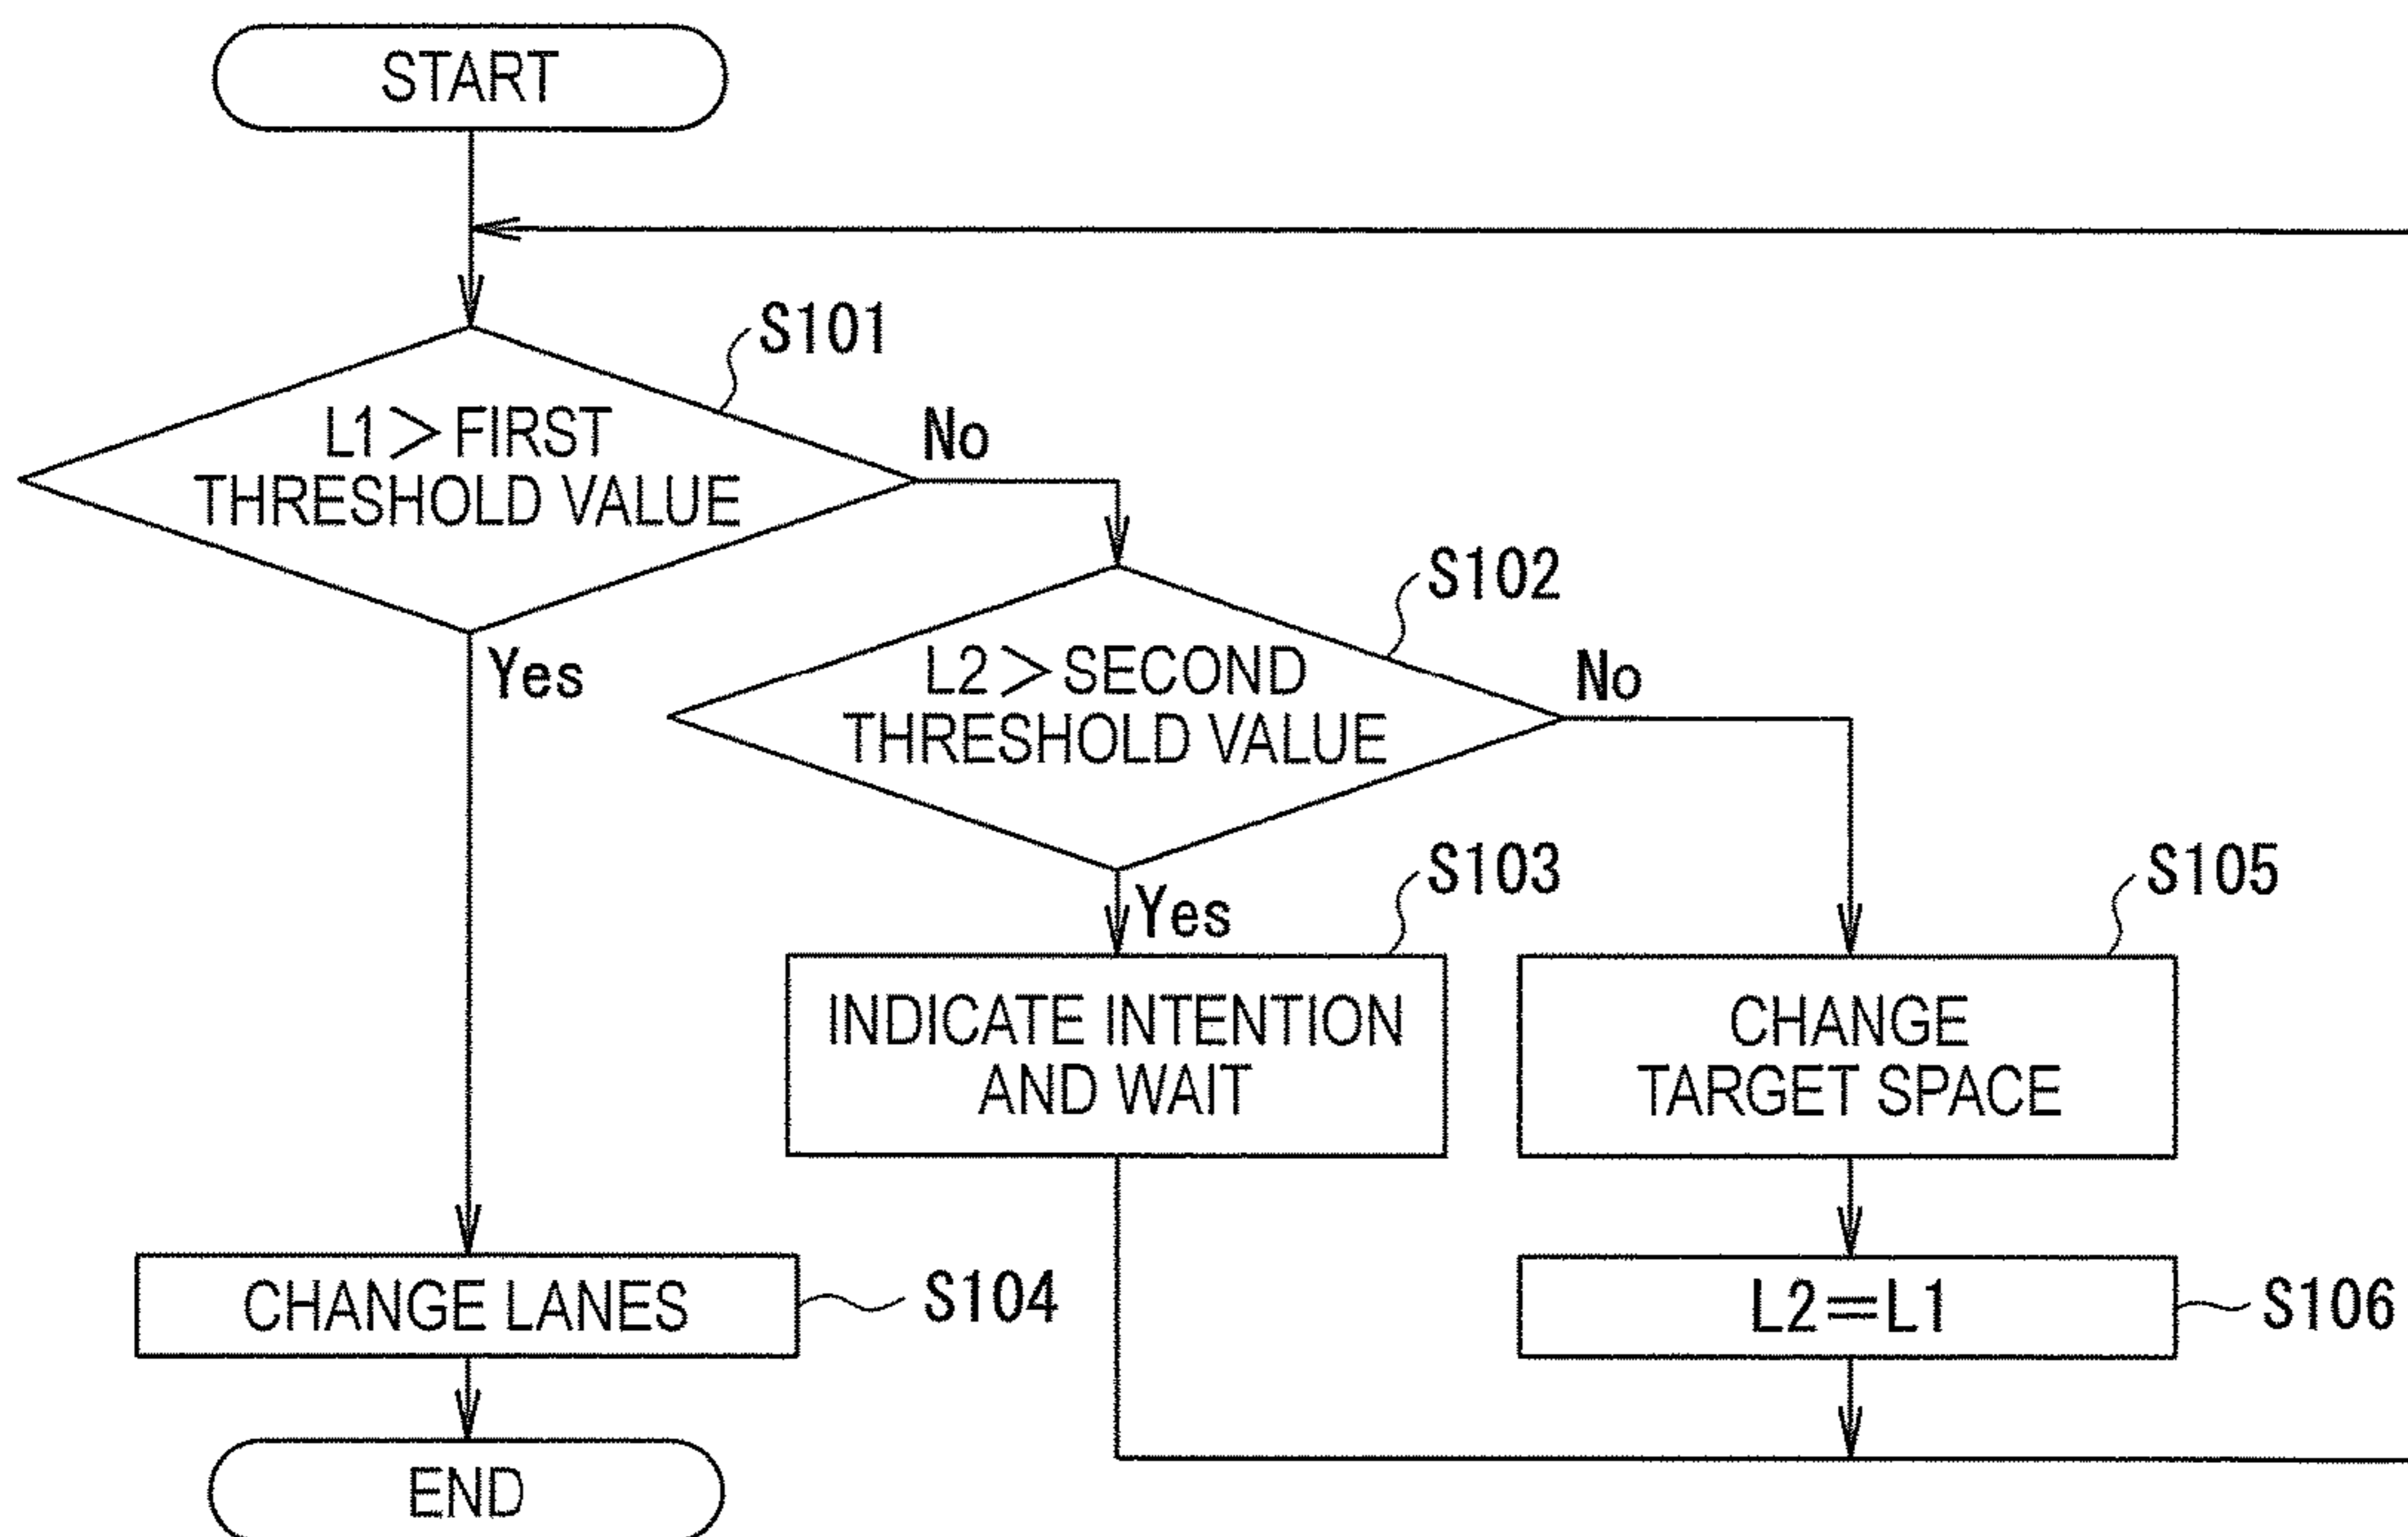 START
S101
L1>FIRST
THRESHOLD VALUE
No
Yes
S102
L2>SECOND
THRESHOLD VALUE
No
Yes
S103
INDICATE INTENTION
AND WAIT
S105
CHANGE
TARGET SPACE
CHANGE LANES
S104
L2=L1
S106
END